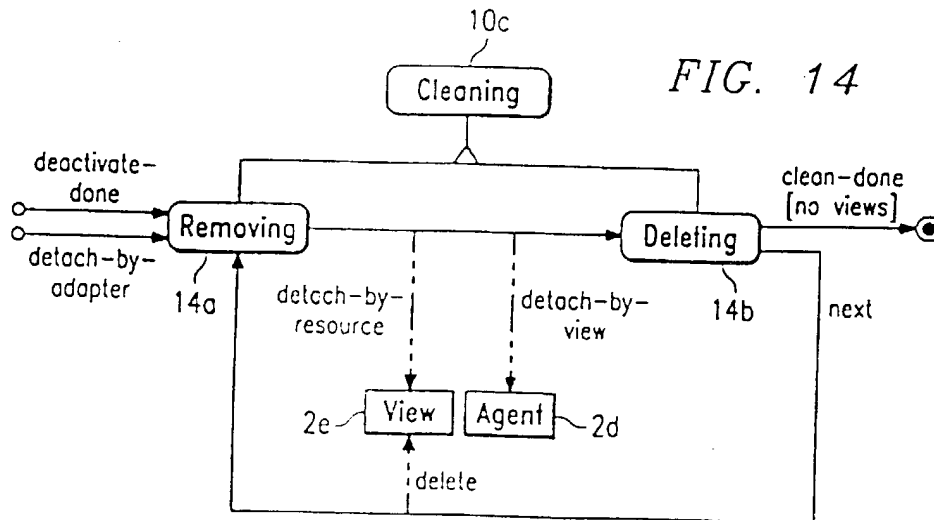 10c
FIG. 14
Cleaning
deactivate-
done
clean-done
[no views]
Removing
Deleting
detach-by-
adapter
14a
14b
detach-by-
resource
detach-by-
view
next
2e
View
Agent
2d
delete